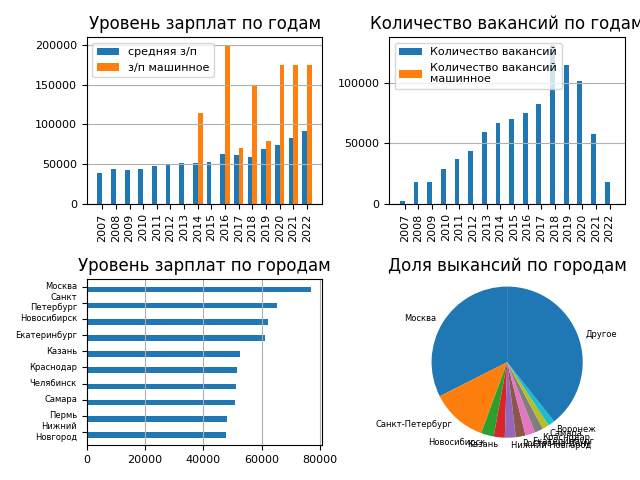 Уровень зарплат по годам
200000
150000
100000
50000
0
средняя з/п
з/п машинное
2007
2008
2009
2010
2011
2012
2013
2014
2015
2016
2017
2018
2019
2020
2021
2022
Количество вакансий по годам
100000
50000
0
Количество вакансий
Количество вакансий
машинное
2007
2008
2009
2010
2011
2012
2013
2014
2015
2016
2017
2018
2019
2020
2021
2022
Уровень зарплат по городам
Москва
Санкт
Петербург
Новосибирск
Екатеринбург
Казань
Краснодар
Челябинск
Самара
Пермь
Нижний
Новгород
0
20000
40000
60000
80000
Доля выкансий по городам
Москва
Другое
Санкт-Петербург
Новосибирск
Казань
Нижний Новгород
Краснодар
Самара
Воронеж